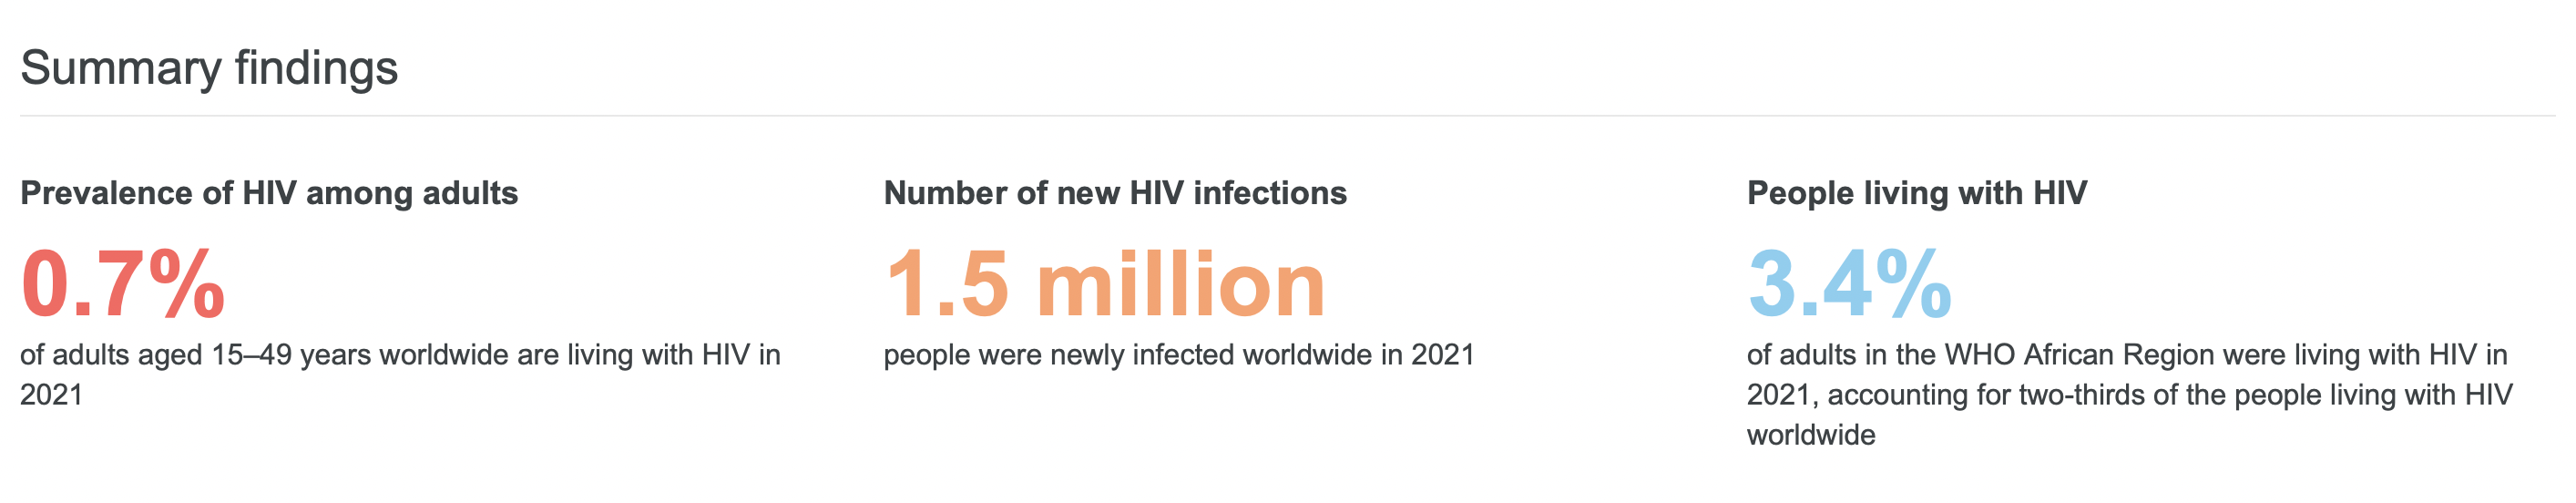 Summary findings
Prevalence of HIV among adults
0.7%
of adults aged 15–49 years worldwide are living with HIV in
2021
Number of new HIV infections
1.5 million
people were newly infected worldwide in 2021
People living with HIV
3.4%
of adults in the WHO African Region were living with HIV in
2021, accounting for two-thirds of the people living with HIV
worldwide